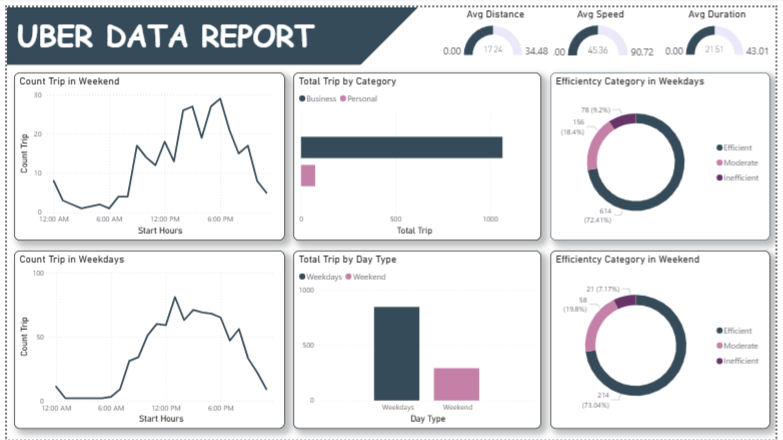 UBER DATA REPORT
Avg Distance
0.00 17.24 34.48
Avg Speed
.00 45.36 90.72
Avg Duration
0.00 21.51 43.01
Count Trip in Weekend
Count Trip
30
20
10
0
12:00 AM 6:00 AM 12:00 PM 6:00 PM
Start Hours
Total Trip by Category
Business Personal
0 500 1000
Total Trip
Efficientcy Category in Weekdays
78 (9.2%)
156
(18.4%)
614
(72.41%)
Efficient
Moderate
Inefficient
Count Trip in Weekdays
Count Trip
100
50
0
12:00 AM 6:00 AM 12:00 PM 6:00 PM
Start Hours
Total Trip by Day Type
Weekdays Weekend
1000
500
0
Weekdays Weekend
Day Type
Efficientcy Category in Weekend
21 (7.17%)
58
(19.8%)
214
(73.04%)
Efficient
Moderate
Inefficient